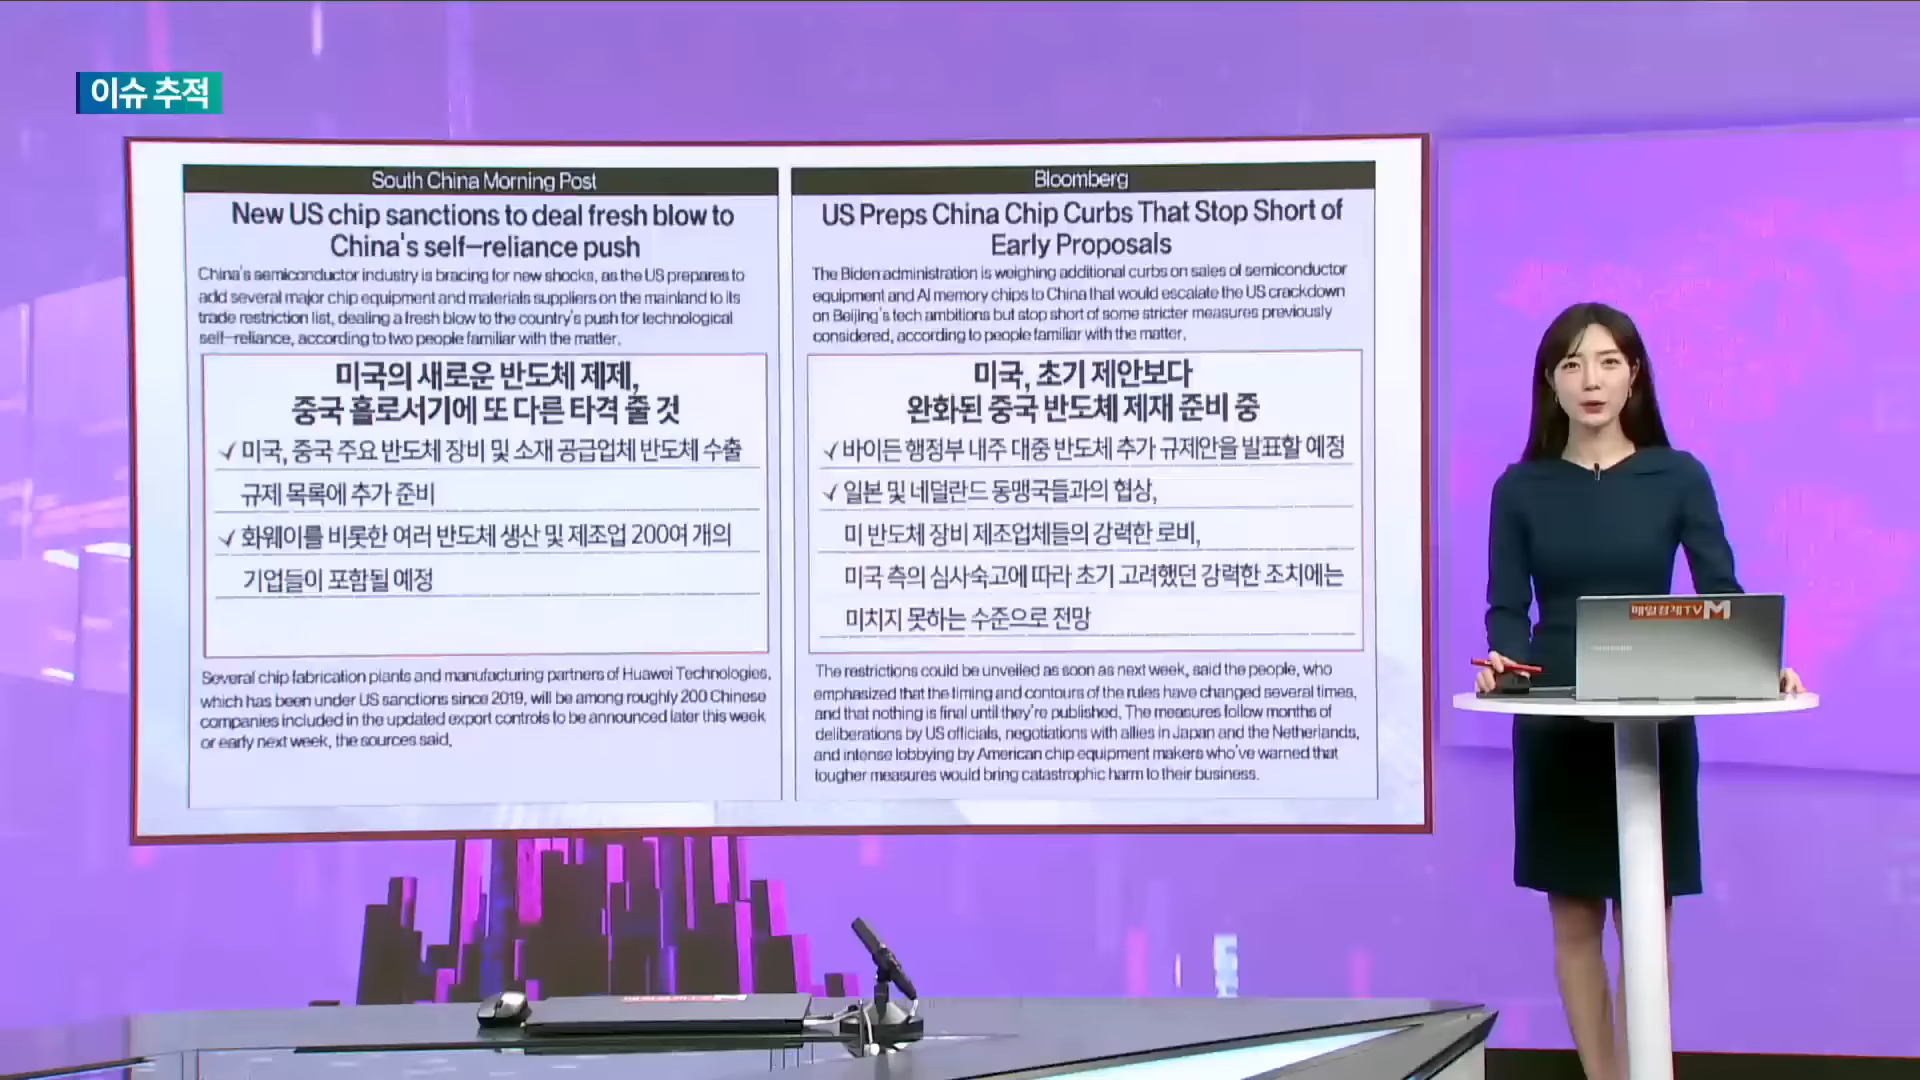 이슈 추적
South China Morning Post
New US chip sanctions to deal fresh blow to
China's self-reliance push
China's semiconductor industry is bracing for new shocks, as the US prepares to
add several major chip equipment and materials suppliers on the mainland to its
trade restriction list, dealing a fresh blow to the country's push for technological
self-reliance, according to two people familiar with the matter.
미국의 새로운 반도체 제제,
중국 홀로서기에 또 다른 타격 줄 것
✓ 미국, 중국 주요 반도체 장비 및 소재 공급업체 반도체 수출
규제 목록에 추가 준비
✓ 화웨이를 비롯한 여러 반도체 생산 및 제조업 200여 개의
기업들이 포함될 예정
Several chip fabrication plants and manufacturing partners of Huawei Technologies,
which has been under US sanctions since 2019, will be among roughly 200 Chinese
companies included in the updated export controls to be announced later this week
or early next week, the sources said.
Bloomberg
US Preps China Chip Curbs That Stop Short of
Early Proposals
The Biden administration is weighing additional curbs on sales of semiconductor
equipment and AI memory chips to China that would escalate the US crackdown
on Beijing's tech ambitions but stop short of some stricter measures previously
considered, according to people familiar with the matter.
미국, 초기 제안보다
완화된 중국 반도체 제재 준비 중
✓ 바이든 행정부 내주 대중 반도체 추가 규제안을 발표할 예정
✓ 일본 및 네덜란드 동맹국들과의 협상,
미 반도체 장비 제조업체들의 강력한 로비,
미국 측의 심사숙고에 따라 초기 고려했던 강력한 조치에는
미치지 못하는 수준으로 전망
The restrictions could be unveiled as soon as next week, said the people, who
emphasized that the timing and contours of the rules have changed several times,
and that nothing is final until they're published. The measures follow months of
deliberations by US officials, negotiations with allies in Japan and the Netherlands,
and intense lobbying by American chip equipment makers who've warned that
tougher measures would bring catastrophic harm to their business.
매일경제TV M